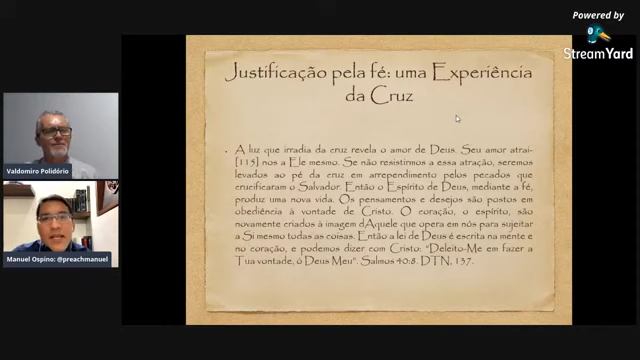 Powered by
StreamYard
Justificação pela fé: uma Experiência
da Cruz
A luz que irradia da cruz revela o amor de Deus. Seu amor atrai-
[115] nos a Ele mesmo. Se não resistirmos a essa atração, seremos
levados ao pé da cruz em arrependimento pelos pecados que
crucificaram o Salvador. Então o Espírito de Deus, mediante a fé,
produz uma nova vida. Os pensamentos e desejos são postos em
obediência à vontade de Cristo. O coração, o espírito, são
novamente criados à imagem dAquele que opera em nós para sujeitar
a Si mesmo todas as coisas. Então a lei de Deus é escrita na mente e
no coração, e podemos dizer com Cristo: “Deleito-Me em fazer a
Tua vontade, ó Deus Meu”. Salmos 40:8. DTN, 137.
Valdomiro Polidório
Manuel Ospino: @preachmanuel